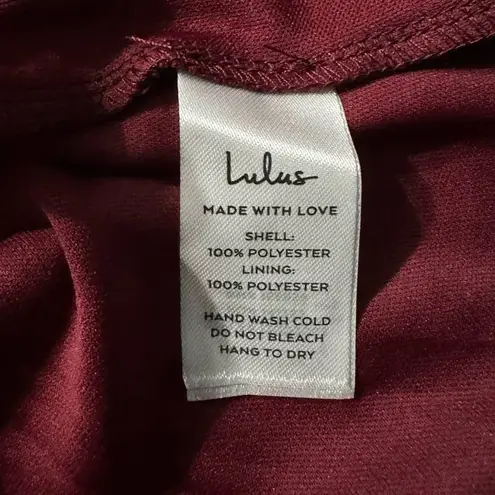 Lulus
MADE WITH LOVE
SHELL:
100% POLYESTER
LINING:
100% POLYESTER
HAND WASH COLD
DO NOT BLEACH
HANG TO DRY